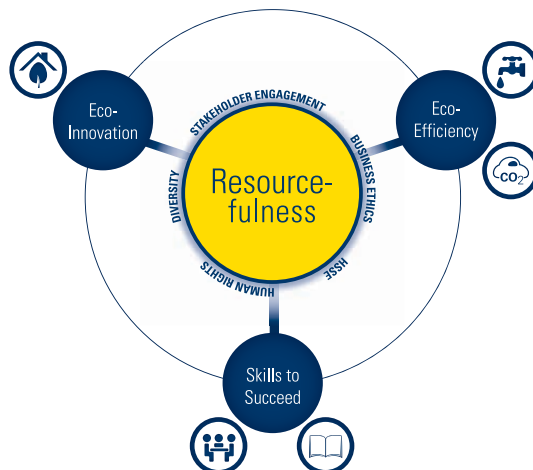 Eco-
Innovation
Eco-
Efficiency
CO2
STAKEHOLDER ENGAGEMENT
BUSINESS ETHICS
HSSE
HUMAN RIGHTS
DIVERSITY
Resource-
fulness
Skills to
Succeed